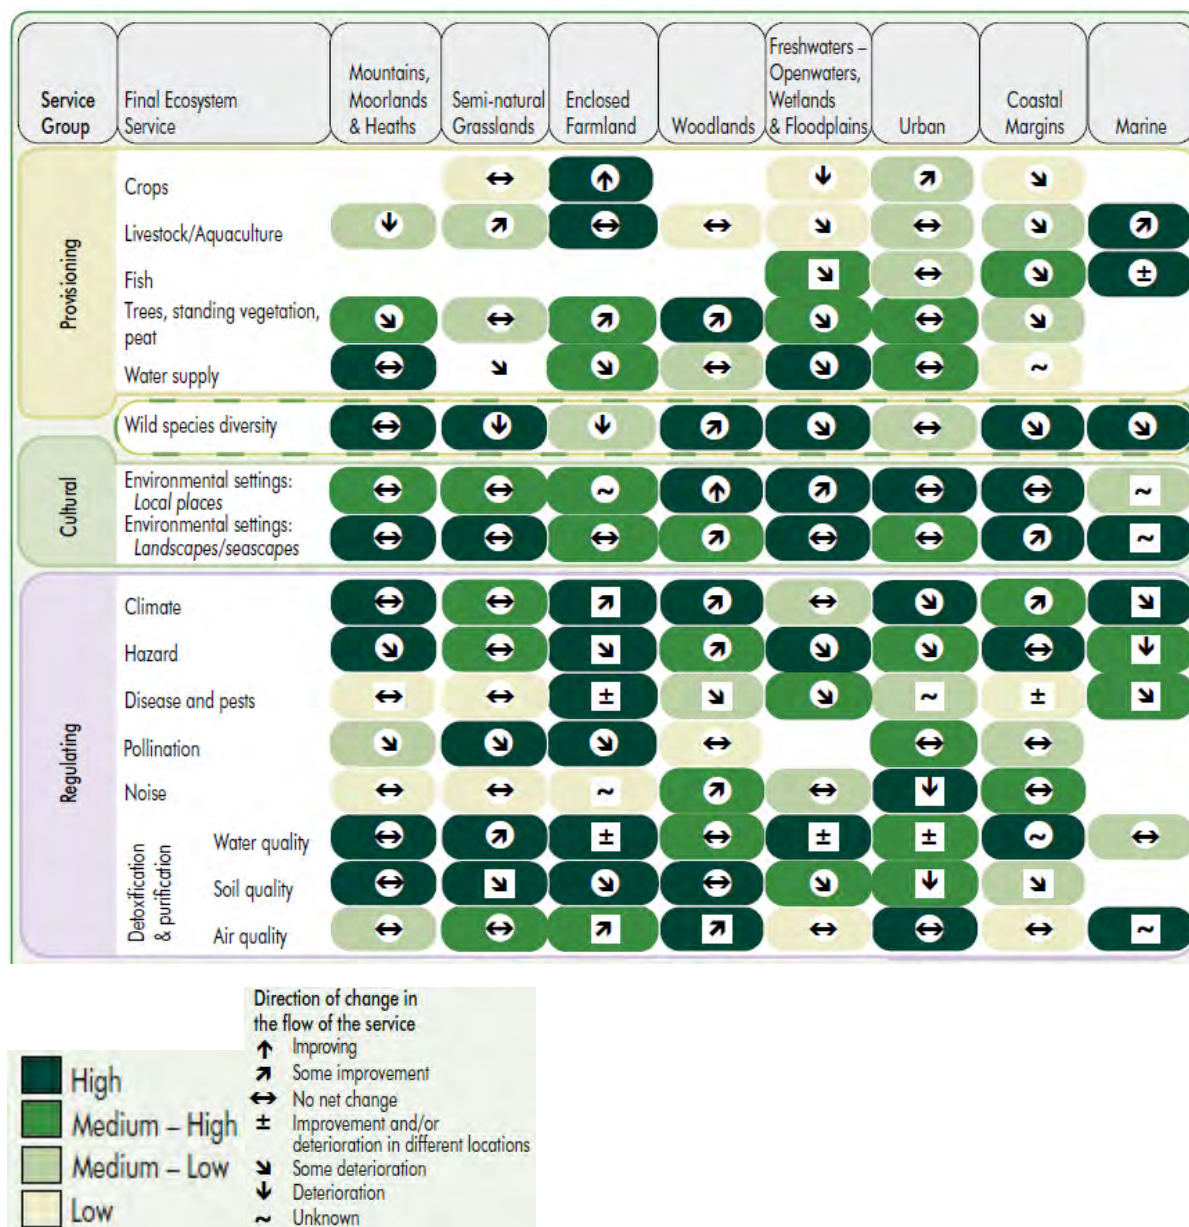 Service
Group
Final Ecosystem
Service
Mountains,
Moorlands
& Heaths
Semi-natural
Grasslands
Enclosed
Farmland
Woodlands
Freshwaters –
Openwaters,
Wetlands
& Floodplains
Urban
Coastal
Margins
Marine
Provisioning
Crops
Livestock/Aquaculture
Fish
Trees, standing vegetation,
peat
Water supply
Wild species diversity
Cultural
Environmental settings:
Local places
Environmental settings:
Landscapes/seascapes
Regulating
Climate
Hazard
Disease and pests
Pollination
Noise
Detoxification
& purification
Water quality
Soil quality
Air quality
High
Medium – High
Medium – Low
Low
Direction of change in
the flow of the service
Improving
Some improvement
No net change
± Improvement and/or
deterioration in different locations
Some deterioration
Deterioration
~ Unknown